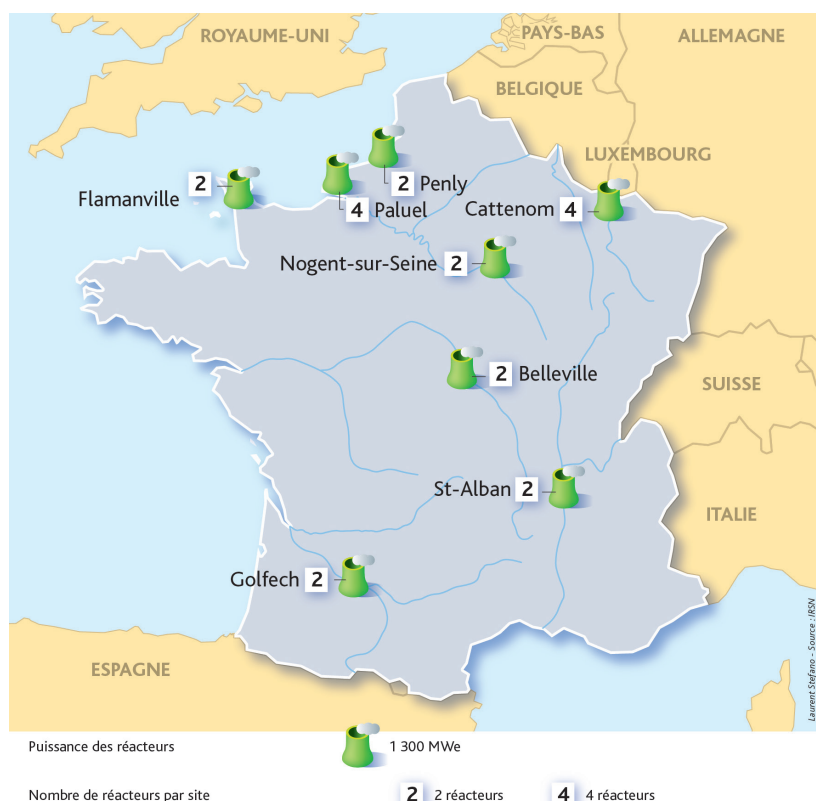 ROYAUME-UNI
PAYS-BAS
ALLEMAGNE
BELGIQUE
LUXEMBOURG
Flamanville 2
2 Penly
4 Paluel
Cattenom 4
Nogent-sur-Seine 2
2 Belleville
SUISSE
St-Alban 2
ITALIE
Golfech 2
ESPAGNE
Laurent Stefano - Source : IRSN
Puissance des réacteurs 1 300 MWe
Nombre de réacteurs par site 2 2 réacteurs 4 4 réacteurs